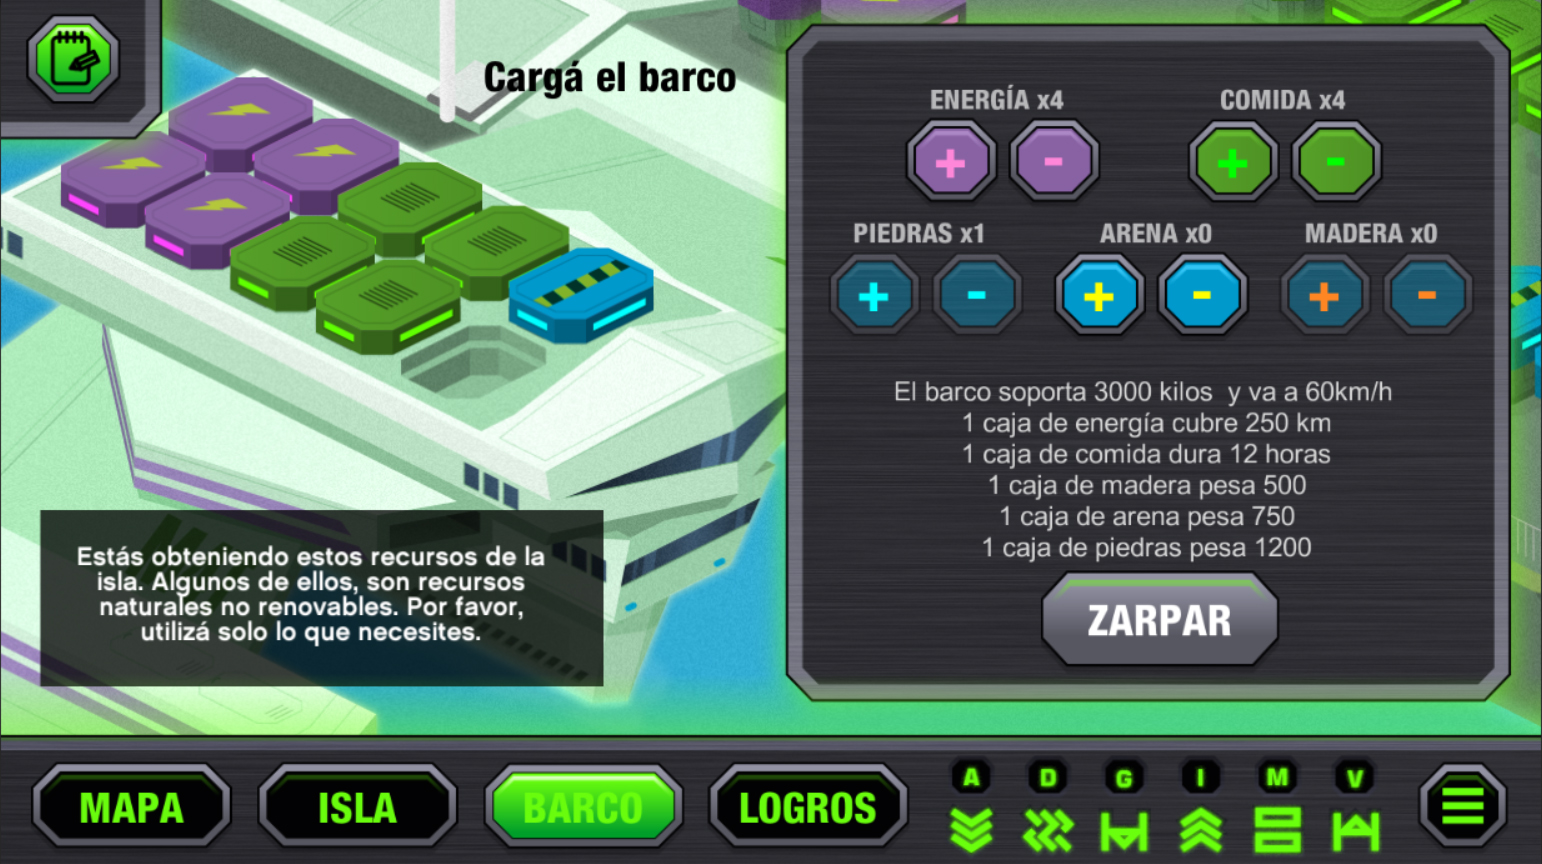 Cargá el barco
ENERGÍA x4
COMIDA x4
+ - + -
PIEDRAS x1
ARENA x0
MADERA x0
+ - + - + -
El barco soporta 3000 kilos y va a 60km/h
1 caja de energía cubre 250 km
1 caja de comida dura 12 horas
1 caja de madera pesa 500
1 caja de arena pesa 750
1 caja de piedras pesa 1200
ZARPAR
Estás obteniendo estos recursos de la
isla. Algunos de ellos, son recursos
naturales no renovables. Por favor,
utilizá solo lo que necesites.
MAPA
ISLA
BARCO
LOGROS
A D G I M V